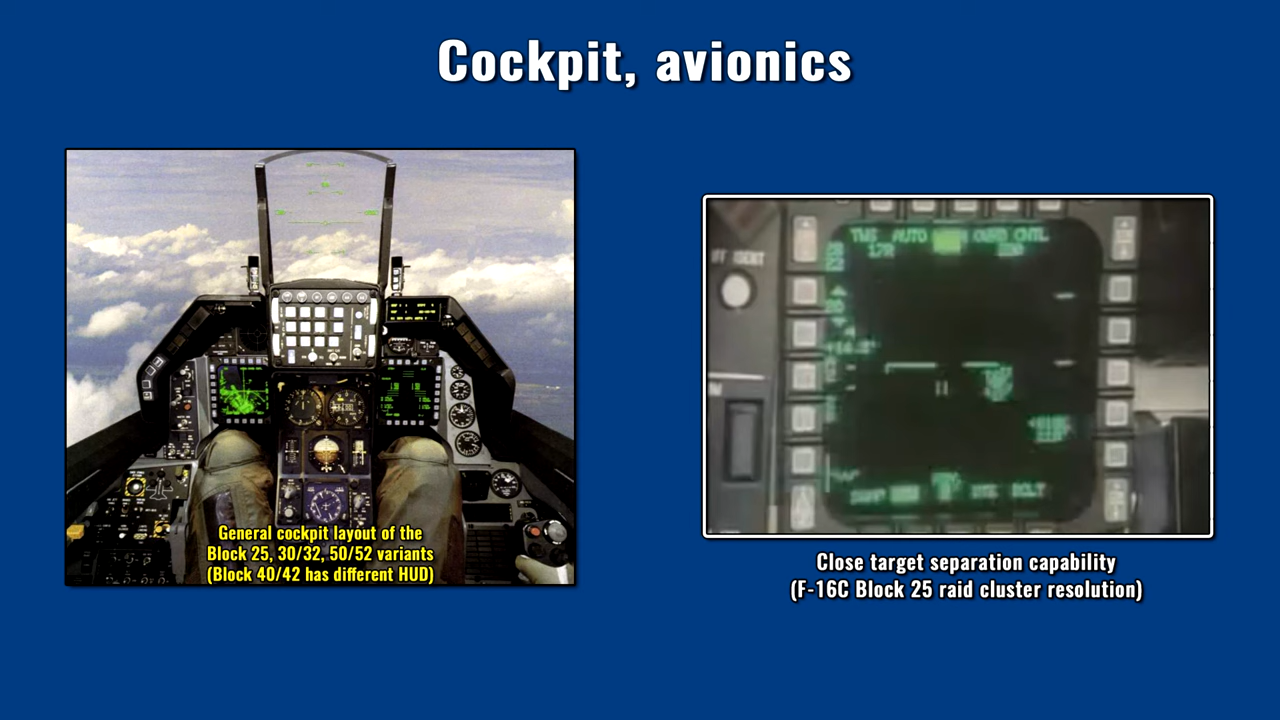 Cockpit, avionics
General cockpit layout of the
Block 25, 30/32, 50/52 variants
(Block 40/42 has different HUD)
TWS AUTO CNTL
Close target separation capability
(F-16C Block 25 raid cluster resolution)